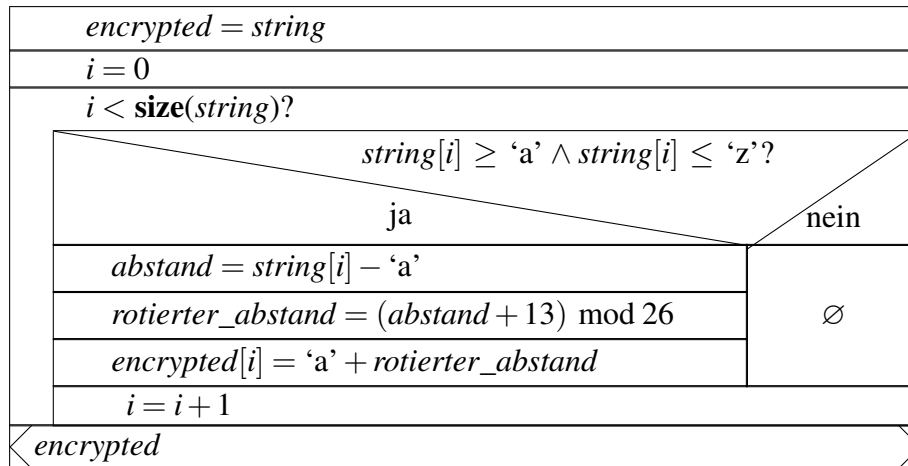 encrypted = string
i = 0
i < size(string)?
string[i] ≥ ‘a’ ∧ string[i] ≤ ‘z’?
ja
nein
abstand = string[i] − ‘a’
rotierter_abstand = (abstand + 13) mod 26
∅
encrypted[i] = ‘a’ + rotierter_abstand
i = i + 1
encrypted